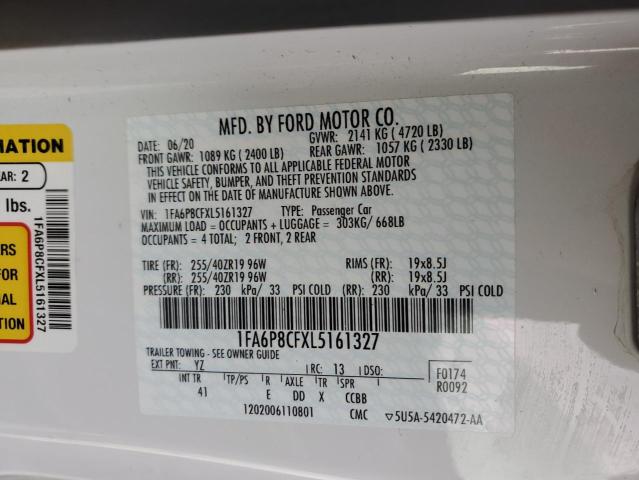 MFD. BY FORD MOTOR CO.
DATE: 06/20 GVWR: 2141 KG ( 4720 LB)
FRONT GAWR: 1089 KG ( 2400 LB) REAR GAWR: 1057 KG ( 2330 LB)
THIS VEHICLE CONFORMS TO ALL APPLICABLE FEDERAL MOTOR
VEHICLE SAFETY, BUMPER, AND THEFT PREVENTION STANDARDS
IN EFFECT ON THE DATE OF MANUFACTURE SHOWN ABOVE.
VIN: 1FA6P8CFXL5161327 TYPE: Passenger Car
MAXIMUM LOAD = OCCUPANTS + LUGGAGE = 303KG/ 668LB
OCCUPANTS = 4 TOTAL; 2 FRONT, 2 REAR
TIRE (FR): 255/40ZR19 96W RIMS (FR): 19x8.5J
(RR): 255/40ZR19 96W (RR): 19x8.5J
PRESSURE (FR): 230 kPa/ 33 PSI COLD (RR): 230 kPa/ 33 PSI COLD
1FA6P8CFXL5161327
TRAILER TOWING - SEE OWNER GUIDE
EXT PNT: YZ RC: 13 DSO: F0174
R0092
INT TR TP/PS R AXLE TR SPR
41 E DD X CCBB
1202006110801 CMC ▽5U5A-5420472-AA
MATION
EAR: 2
lbs.
ERS
FOR
NAL
ION
1FA6P8CFXL5161327